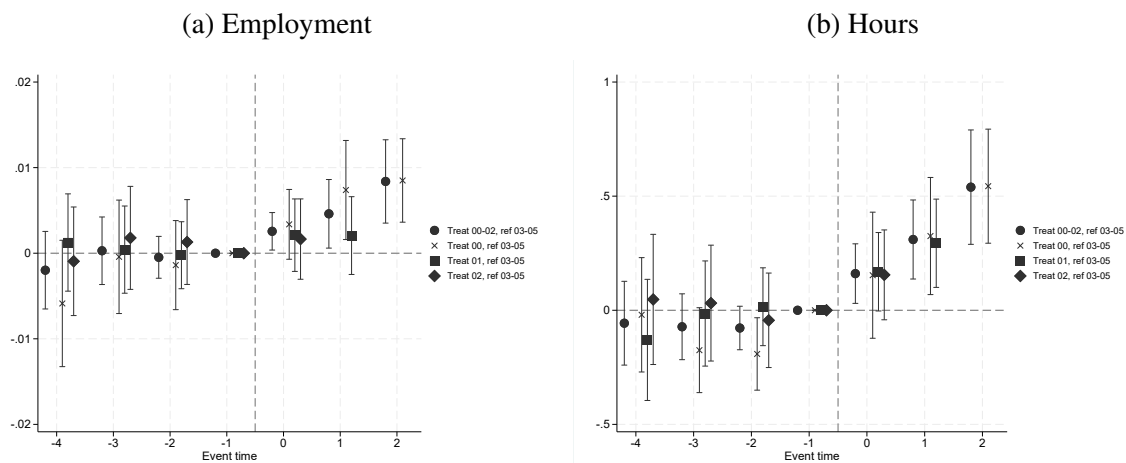 (a) Employment
.02
.01
0
-.01
-.02
-4 -3 -2 -1 0 1 2
Event time
Treat 00-02, ref 03-05
Treat 00, ref 03-05
Treat 01, ref 03-05
Treat 02, ref 03-05
(b) Hours
1
.5
0
-.5
-4 -3 -2 -1 0 1 2
Event time
Treat 00-02, ref 03-05
Treat 00, ref 03-05
Treat 01, ref 03-05
Treat 02, ref 03-05